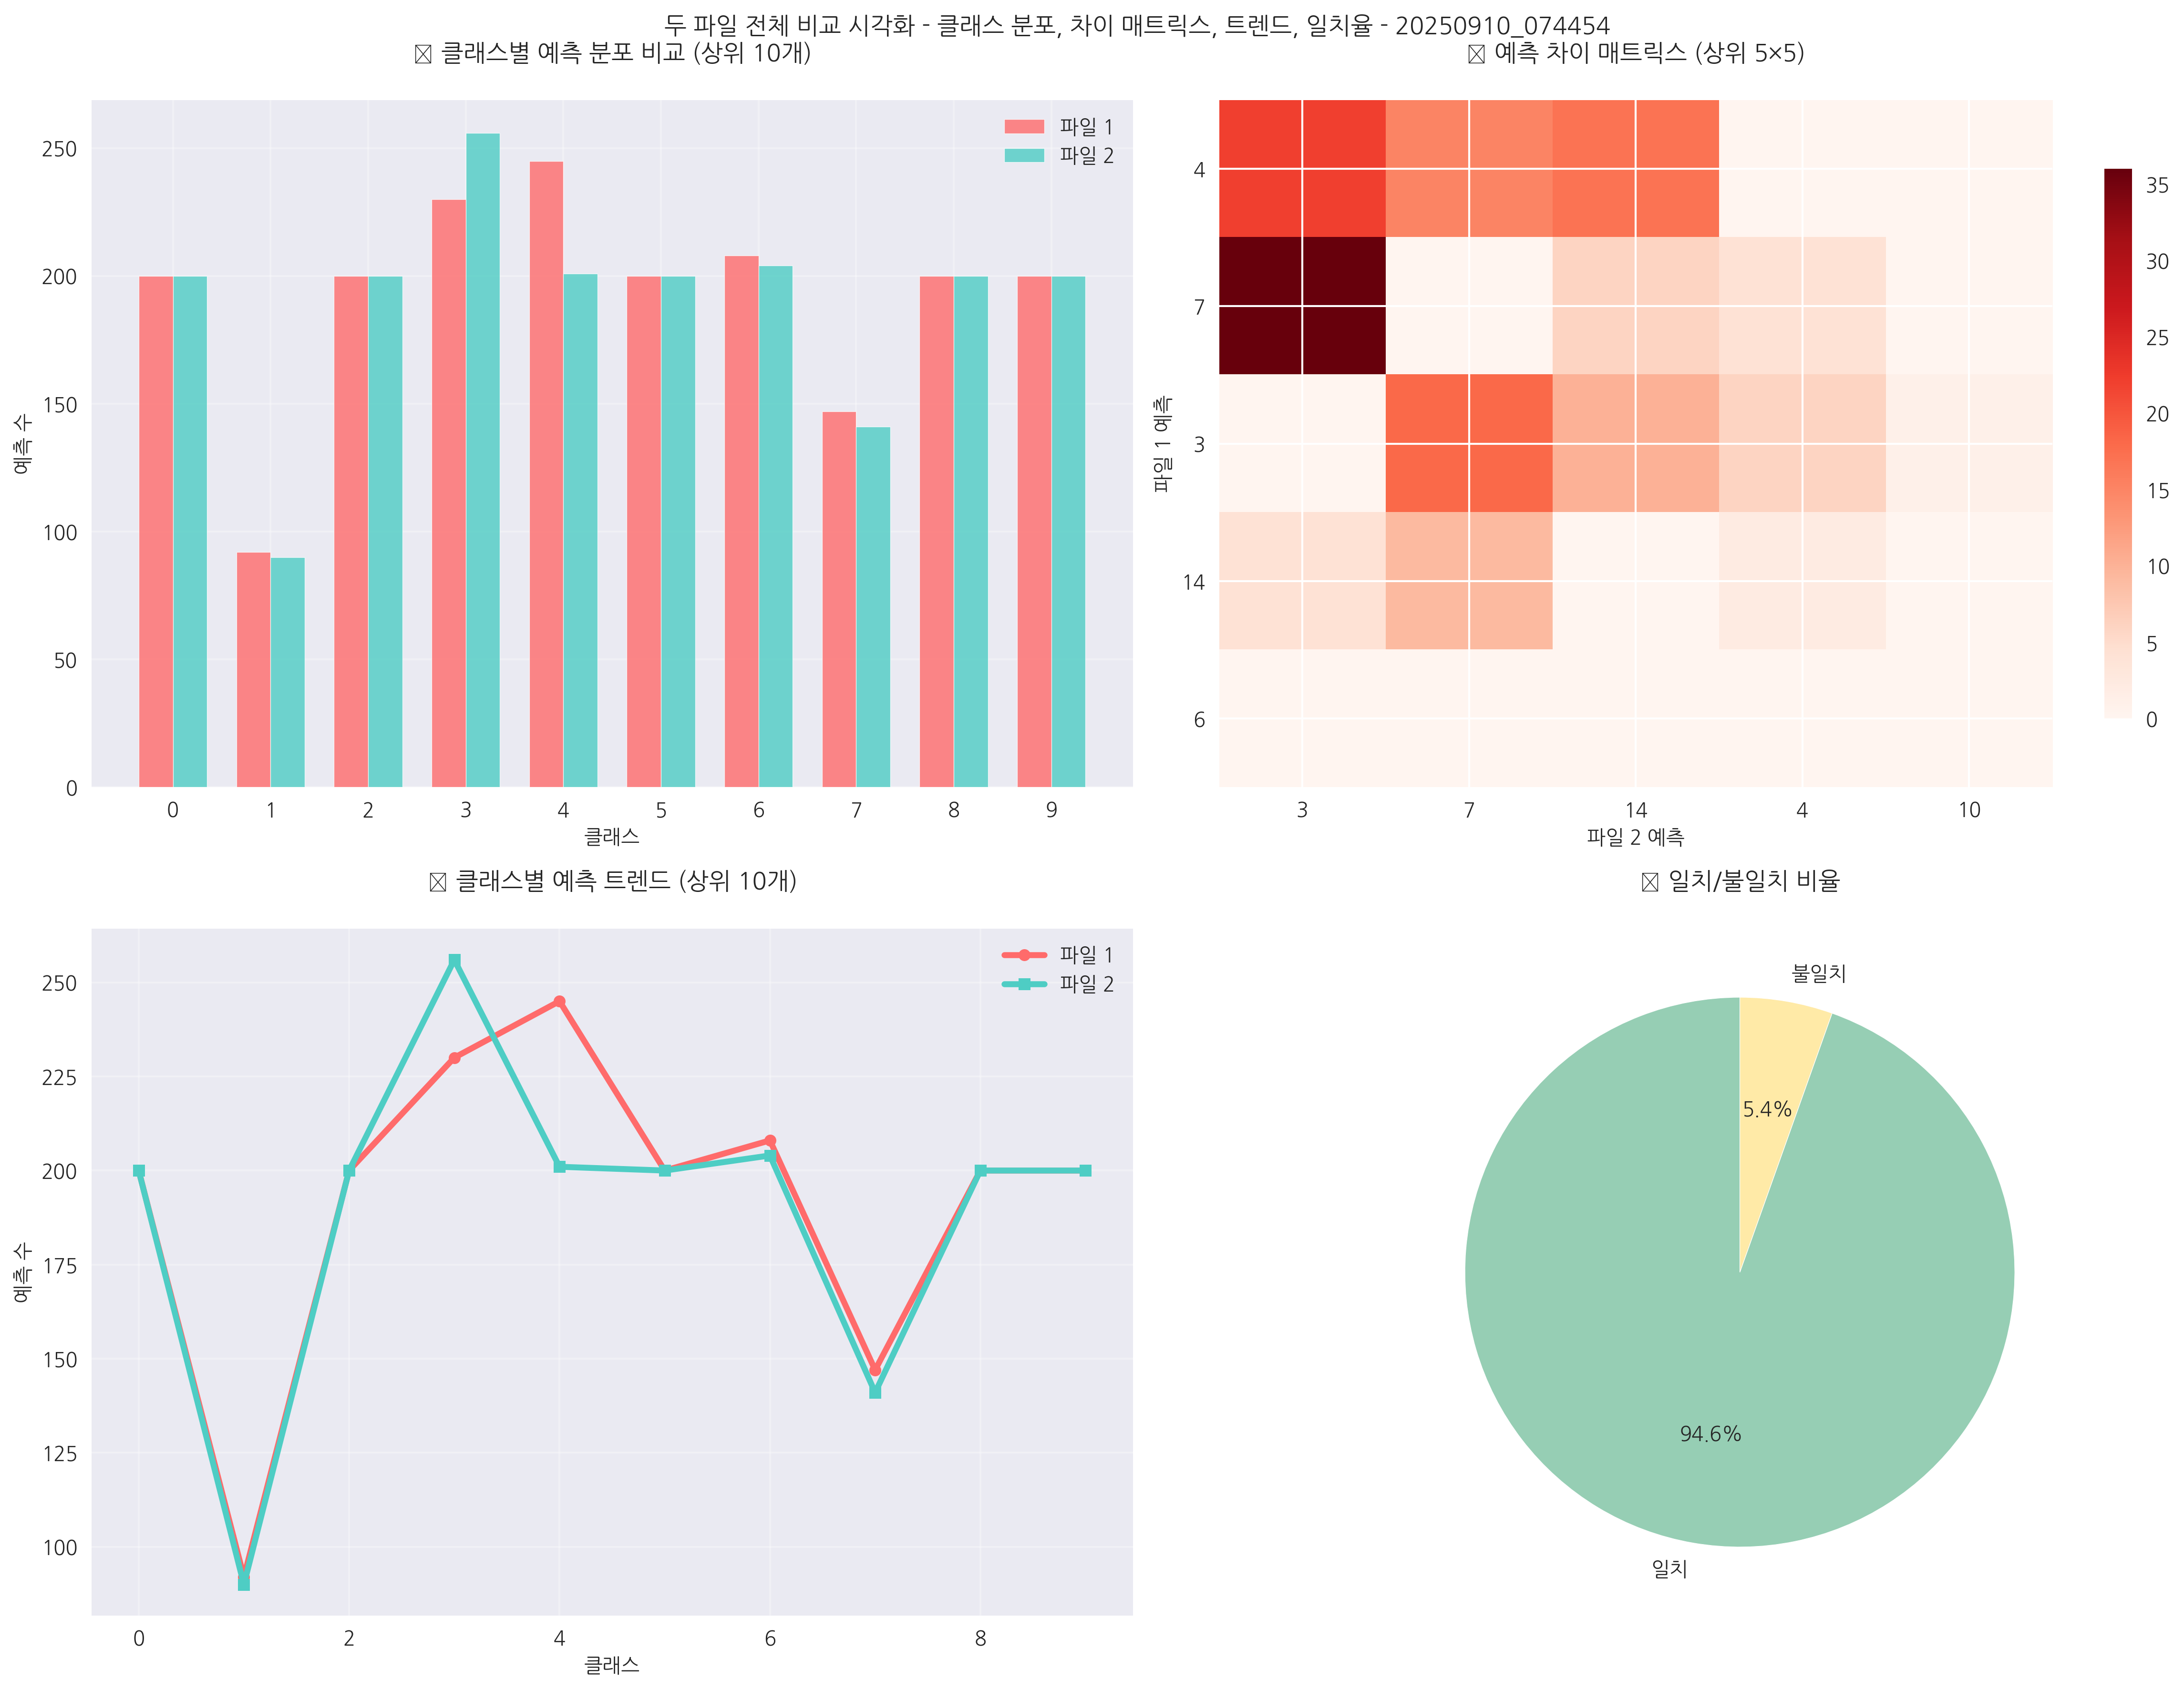 두 파일 전체 비교 시각화 - 클래스 분포, 차이 매트릭스, 트렌드, 일치율 - 20250910_074454
클래스별 예측 분포 비교 (상위 10개)
250
200
150
100
50
0
예측 수
파일 1
파일 2
0 1 2 3 4 5 6 7 8 9
클래스
예측 차이 매트릭스 (상위 5×5)
4
7
3
14
6
파일 1 예측
3 7 14 4 10
파일 2 예측
35
30
25
20
15
10
5
0
클래스별 예측 트렌드 (상위 10개)
250
225
200
175
150
125
100
예측 수
파일 1
파일 2
0 2 4 6 8
클래스
일치/불일치 비율
불일치
5.4%
94.6%
일치